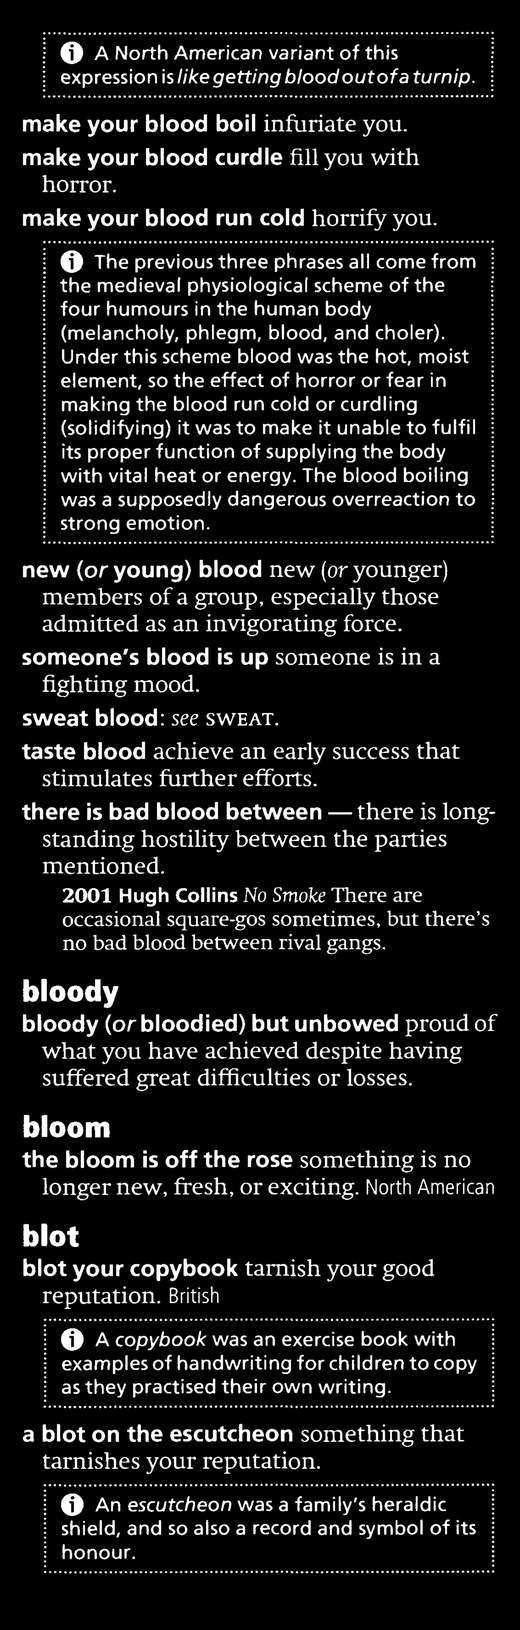 ⓘ A North American variant of this
expression is like getting blood out of a turnip.
make your blood boil infuriate you.
make your blood curdle fill you with
horror.
make your blood run cold horrify you.
ⓘ The previous three phrases all come from
the medieval physiological scheme of the
four humours in the human body
(melancholy, phlegm, blood, and choler).
Under this scheme blood was the hot, moist
element, so the effect of horror or fear in
making the blood run cold or curdling
(solidifying) it was to make it unable to fulfil
its proper function of supplying the body
with vital heat or energy. The blood boiling
was a supposedly dangerous overreaction to
strong emotion.
new (or young) blood new (or younger)
members of a group, especially those
admitted as an invigorating force.
someone's blood is up someone is in a
fighting mood.
sweat blood: see SWEAT.
taste blood achieve an early success that
stimulates further efforts.
there is bad blood between — there is long-
standing hostility between the parties
mentioned.
2001 Hugh Collins No Smoke There are
occasional square-gos sometimes, but there's
no bad blood between rival gangs.
bloody
bloody (or bloodied) but unbowed proud of
what you have achieved despite having
suffered great difficulties or losses.
bloom
the bloom is off the rose something is no
longer new, fresh, or exciting. North American
blot
blot your copybook tarnish your good
reputation. British
ⓘ A copybook was an exercise book with
examples of handwriting for children to copy
as they practised their own writing.
a blot on the escutcheon something that
tarnishes your reputation.
ⓘ An escutcheon was a family's heraldic
shield, and so also a record and symbol of its
honour.